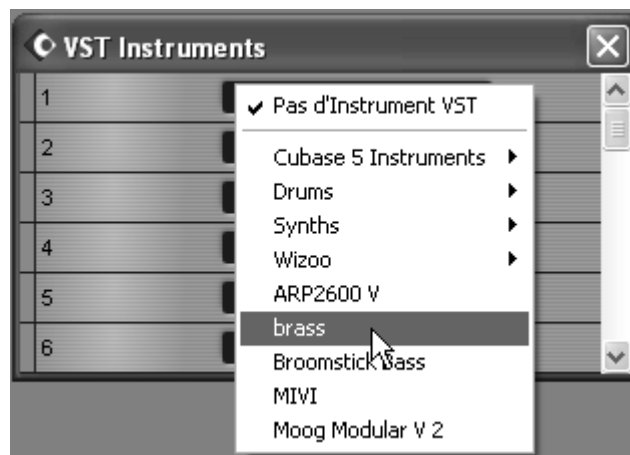 VST Instruments
1
2
3
4
5
6
Pas d'Instrument VST
Cubase 5 Instruments
Drums
Synths
Wizoo
ARP2600 V
brass
Broomstick Bass
MIVI
Moog Modular V 2